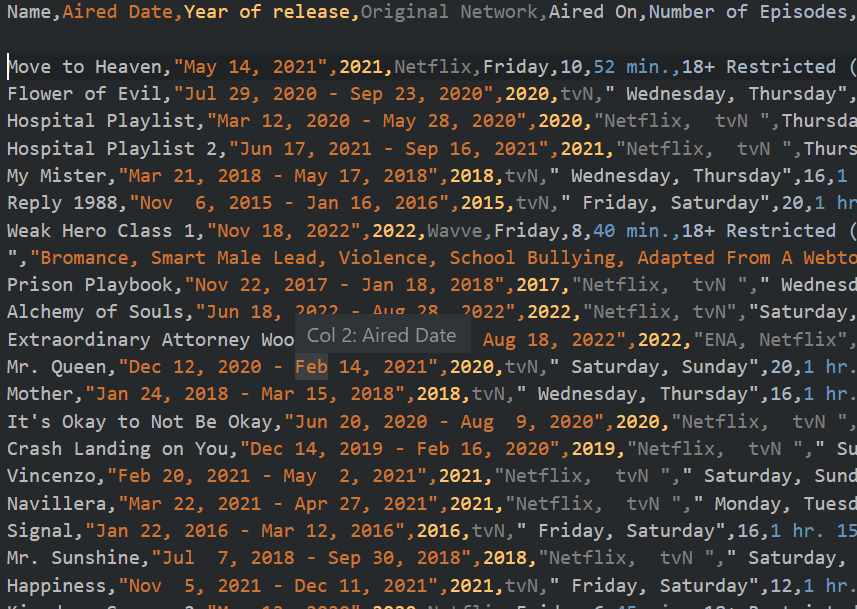 Name,Aired Date,Year of release,Original Network,Aired On,Number of Episodes,
Move to Heaven,"May 14, 2021",2021,Netflix,Friday,10,52 min.,18+ Restricted (
Flower of Evil,"Jul 29, 2020 - Sep 23, 2020",2020,tvN," Wednesday, Thursday",
Hospital Playlist,"Mar 12, 2020 - May 28, 2020",2020,"Netflix,  tvN ",Thursda
Hospital Playlist 2,"Jun 17, 2021 - Sep 16, 2021",2021,"Netflix,  tvN ",Thurs
My Mister,"Mar 21, 2018 - May 17, 2018",2018,tvN," Wednesday, Thursday",16,1
Reply 1988,"Nov  6, 2015 - Jan 16, 2016",2015,tvN," Friday, Saturday",20,1 hr
Weak Hero Class 1,"Nov 18, 2022",2022,Wavve,Friday,8,40 min.,18+ Restricted (
","Bromance, Smart Male Lead, Violence, School Bullying, Adapted From A Webto
Prison Playbook,"Nov 22, 2017 - Jan 18, 2018",2017,"Netflix,  tvN "," Wednesd
Alchemy of Souls,"Jun 18, 2022 - Aug 28, 2022",2022,"Netflix,  tvN","Saturday,
Extraordinary Attorney Woo Col 2: Aired Date Aug 18, 2022",2022,"ENA, Netflix",
Mr. Queen,"Dec 12, 2020 - Feb 14, 2021",2020,tvN," Saturday, Sunday",20,1 hr.
Mother,"Jan 24, 2018 - Mar 15, 2018",2018,tvN," Wednesday, Thursday",16,1 hr.
It's Okay to Not Be Okay,"Jun 20, 2020 - Aug  9, 2020",2020,"Netflix,  tvN ",
Crash Landing on You,"Dec 14, 2019 - Feb 16, 2020",2019,"Netflix,  tvN "," Su
Vincenzo,"Feb 20, 2021 - May  2, 2021",2021,"Netflix,  tvN "," Saturday, Sund
Navillera,"Mar 22, 2021 - Apr 27, 2021",2021,"Netflix,  tvN "," Monday, Tuesd
Signal,"Jan 22, 2016 - Mar 12, 2016",2016,tvN," Friday, Saturday",16,1 hr. 15
Mr. Sunshine,"Jul  7, 2018 - Sep 30, 2018",2018,"Netflix,  tvN "," Saturday,
Happiness,"Nov  5, 2021 - Dec 11, 2021",2021,tvN," Friday, Saturday",12,1 hr.